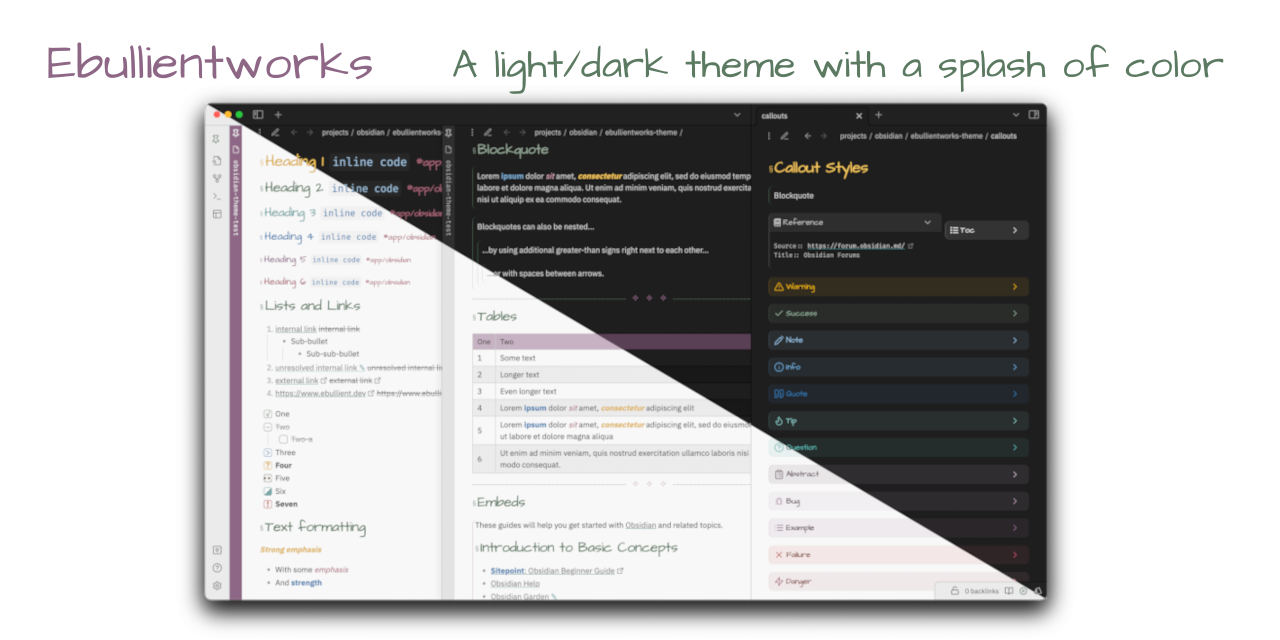 Ebullientworks
A light/dark theme with a splash of color
projects / obsidian / ebullientworks
obsidian-theme-test
§Heading 1 inline code #app
§Heading 2 inline code
§Heading 3 inline code #app/obsidian
§Heading 4 inline code #app/obsidian
§Heading 5 inline code #app/obsidian
§Heading 6 inline code #app/obsidian
§Lists and Links
1. internal link internal link
• Sub-bullet
• Sub-sub-bullet
2. unresolved internal link unresolved internal
3. external link external link
4. https://www.ebullient.dev https://www.ebulli
One
Two
Two-a
Three
Four
Five
Six
Seven
§Text formatting
Strong emphasis
• With some emphasis
• And strength
obsidian-theme-test
projects / obsidian / ebullientworks-theme /
§Blockquote
Lorem ipsum dolor sit amet, consectetur adipiscing elit, sed do eiusmod temp
labore et dolore magna aliqua. Ut enim ad minim veniam, quis nostrud exercita
nisi ut aliquip ex ea commodo consequat.
Blockquotes can also be nested...
...by using additional greater-than signs right next to each other...
...or with spaces between arrows.
§Tables
One Two
1 Some text
2 Longer text
3 Even longer text
4 Lorem ipsum dolor sit amet, consectetur adipiscing elit
5 Lorem ipsum dolor sit amet, consectetur adipiscing elit, sed do eiusmo
ut labore et dolore magna aliqua
6 Ut enim ad minim veniam, quis nostrud exercitation ullamco laboris nisi
modo consequat.
§Embeds
These guides will help you get started with Obsidian and related topics.
§Introduction to Basic Concepts
• Sitepoint: Obsidian Beginner Guide
• Obsidian Help
• Obsidian Garden
callouts
projects / obsidian / ebullientworks-theme / callouts
§Callout Styles
Blockquote
Reference
Toc
Source:: https://forum.obsidian.md/
Title:: Obsidian Forums
Warning
Success
Note
Info
Quote
Tip
Question
Abstract
Bug
Example
Failure
Danger
0 backlinks